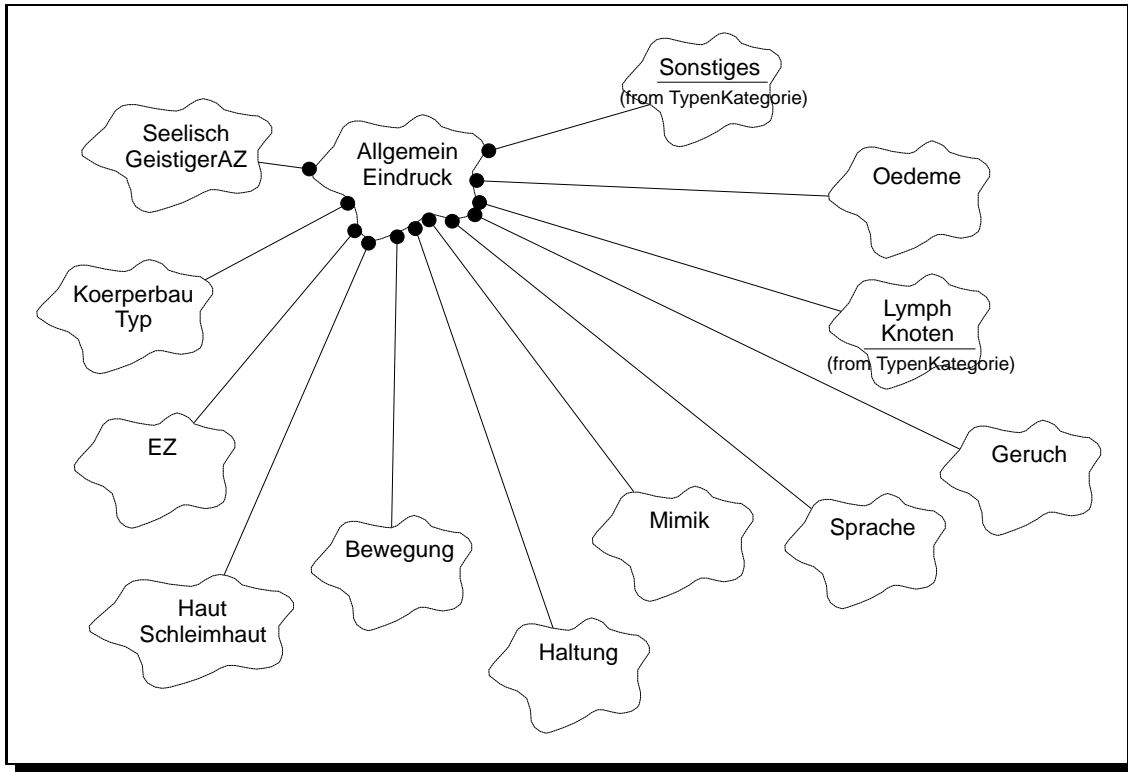 Sonstiges
(from TypenKategorie)
Seelisch
GeistigerAZ
Allgemein
Eindruck
Oedeme
Koerperbau
Typ
Lymph
Knoten
(from TypenKategorie)
EZ
Geruch
Mimik
Sprache
Bewegung
Haut
Schleimhaut
Haltung